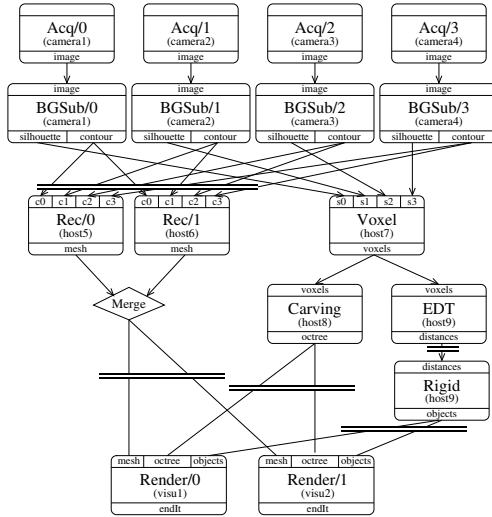 Acq/0 Acq/1 Acq/2 Acq/3
(camera1) (camera2) (camera3) (camera4)
image image image image
image image image image
BGSub/0 BGSub/1 BGSub/2 BGSub/3
(camera1) (camera2) (camera3) (camera4)
silhouette contour silhouette contour silhouette contour silhouette contour
c0 c1 c2 c3 c0 c1 c2 c3 s0 s1 s2 s3
Rec/0 Rec/1 Voxel
(host5) (host6) (host7)
mesh mesh voxels
voxels voxels
Merge Carving EDT
(host8) (host9)
octree distances
distances
Rigid
(host9)
objects
mesh octree objects mesh octree objects
Render/0 Render/1
(visu1) (visu2)
endIt endIt